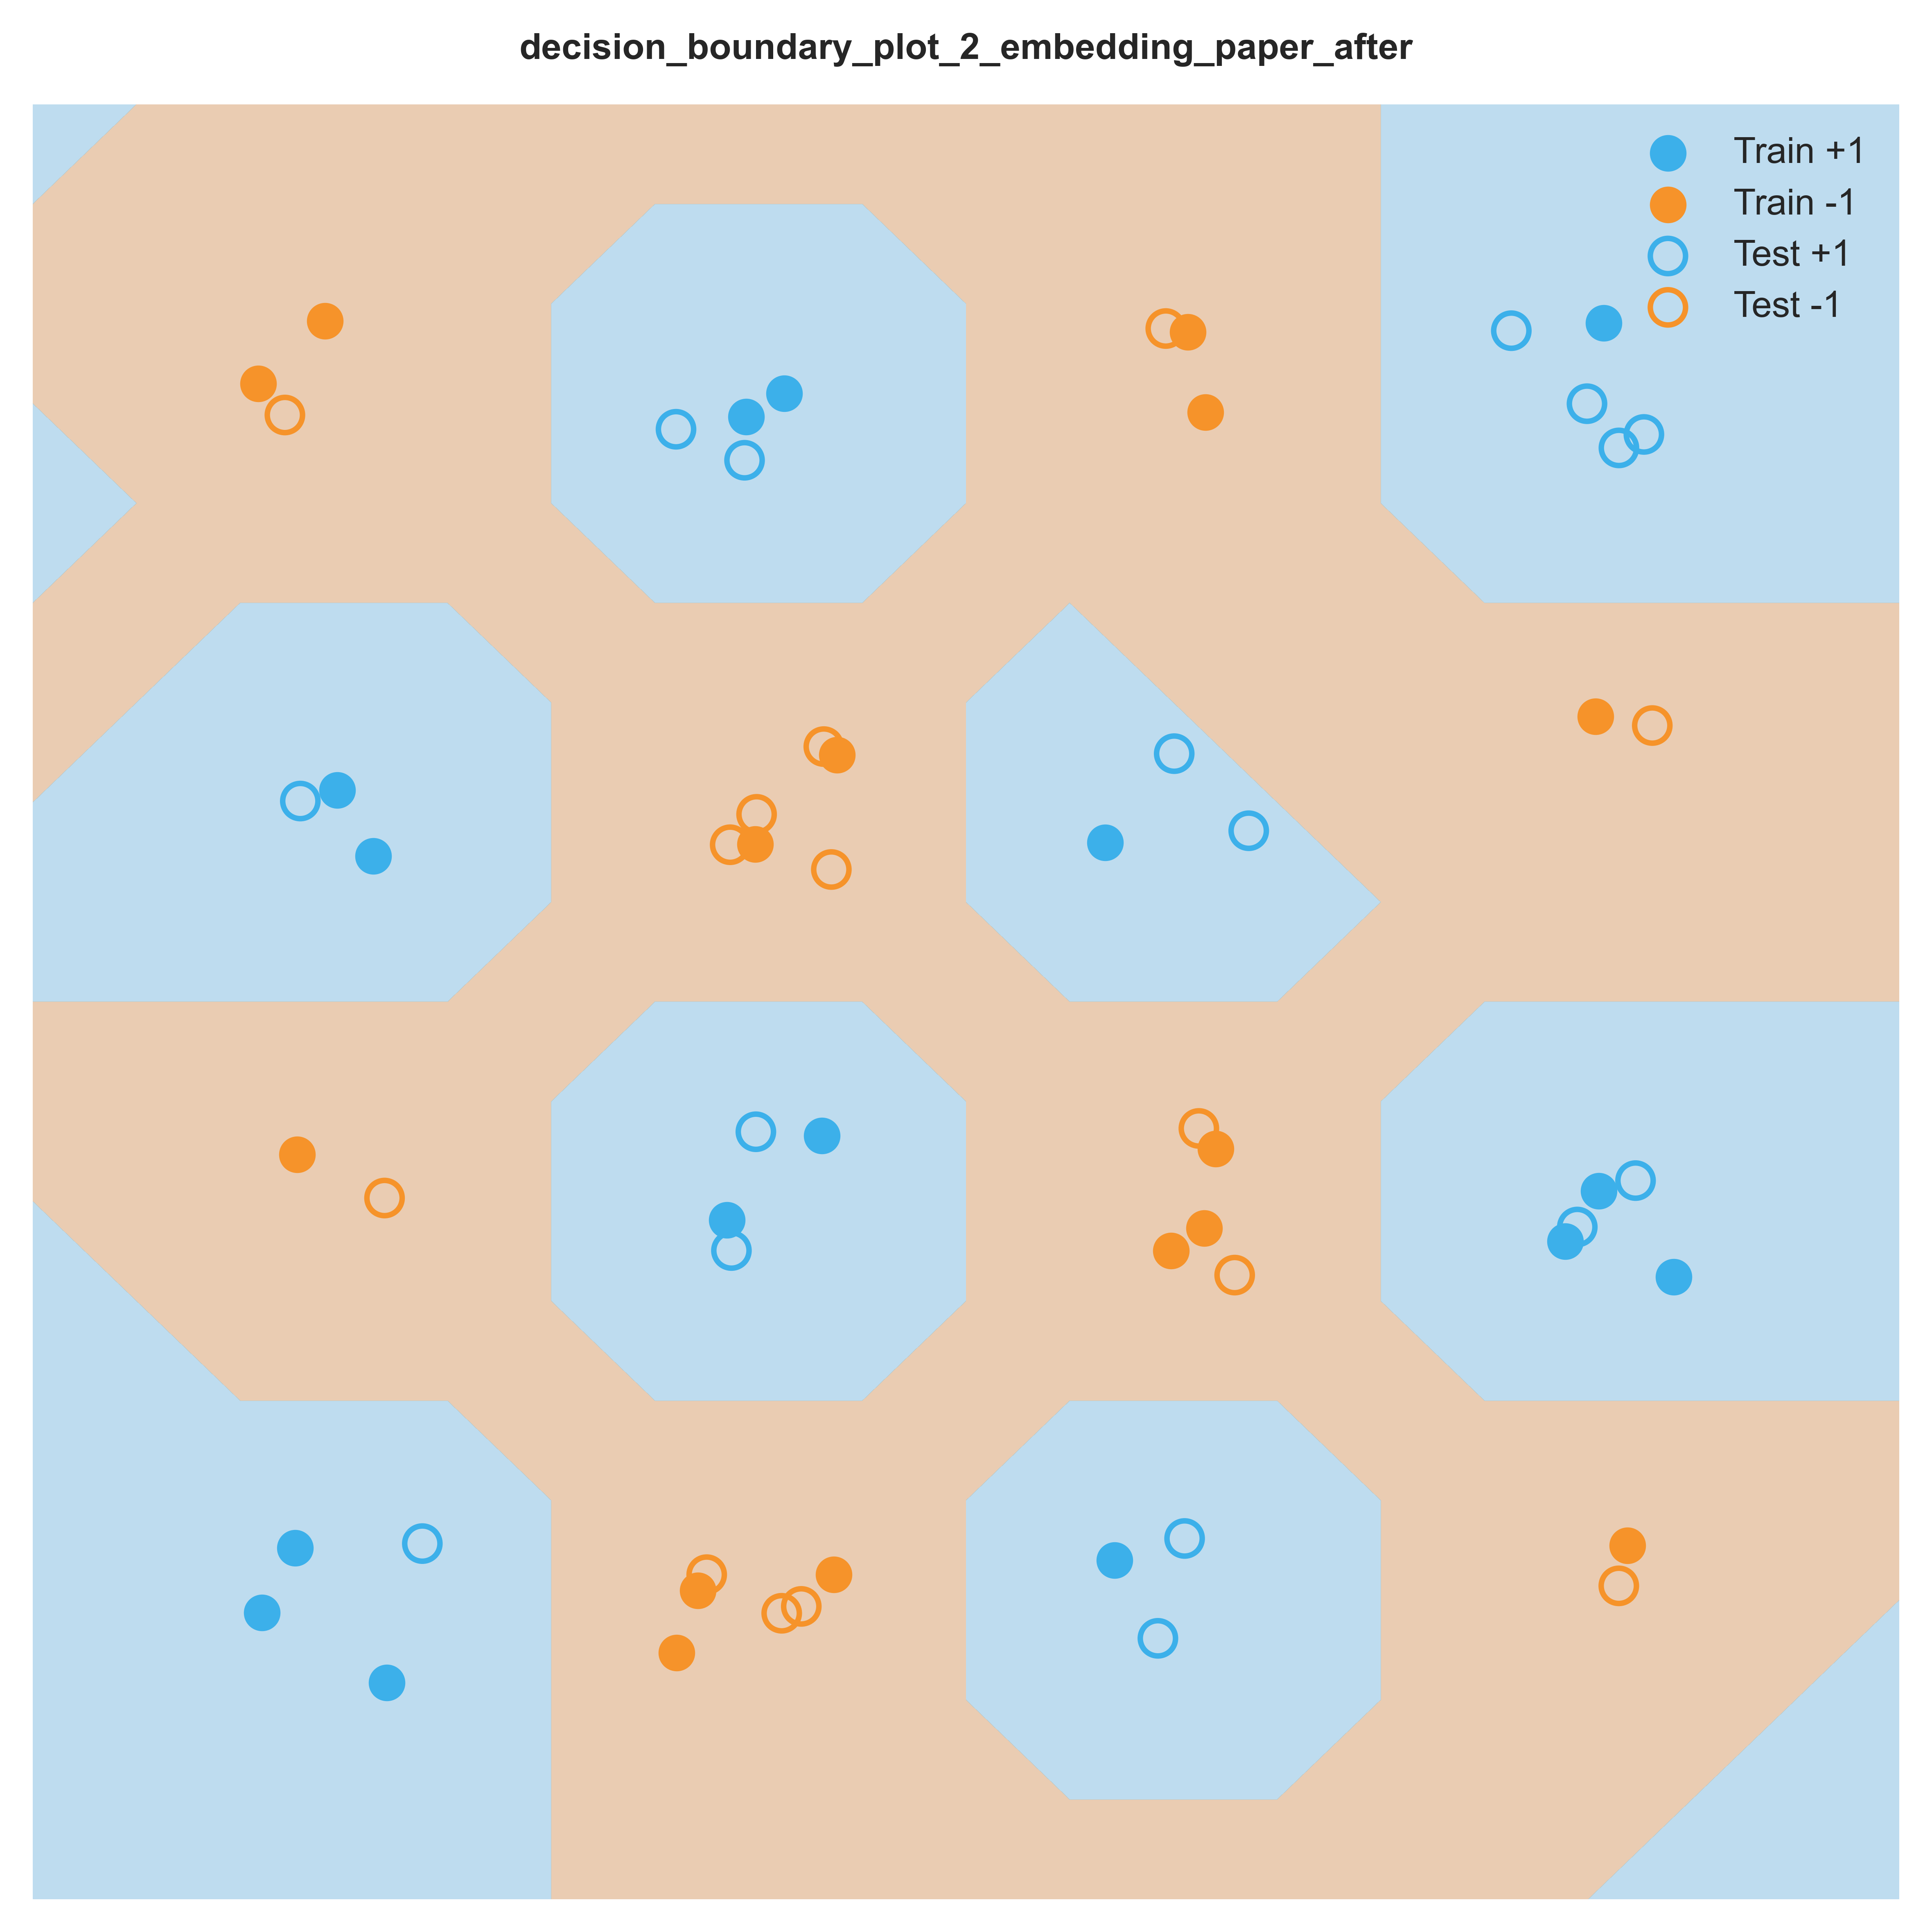 decision_boundary_plot_2_embedding_paper_after
Train +1
Train -1
Test +1
Test -1